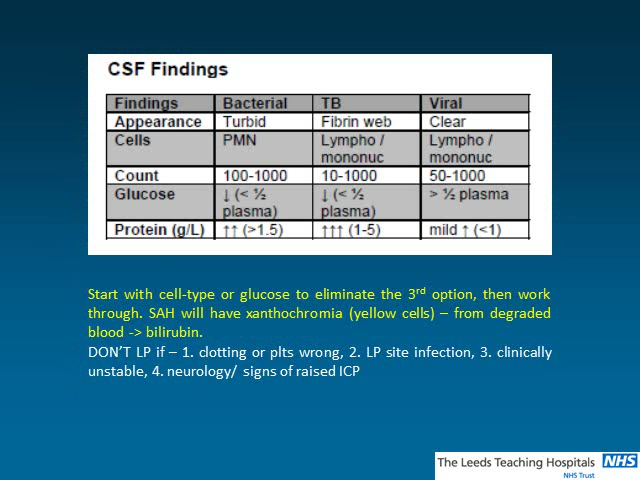 CSF Findings
Findings Bacterial TB Viral
Appearance Turbid Fibrin web Clear
Cells PMN Lympho / mononuc Lympho / mononuc
Count 100-1000 10-1000 50-1000
Glucose ↓ (< ½ plasma) ↓ (< ½ plasma) > ½ plasma
Protein (g/L) ↑↑ (>1.5) ↑↑↑ (1-5) mild ↑ (<1)
Start with cell-type or glucose to eliminate the 3rd option, then work
through. SAH will have xanthochromia (yellow cells) – from degraded
blood -> bilirubin.
DON'T LP if – 1. clotting or plts wrong, 2. LP site infection, 3. clinically
unstable, 4. neurology/ signs of raised ICP
The Leeds Teaching Hospitals NHS
NHS Trust